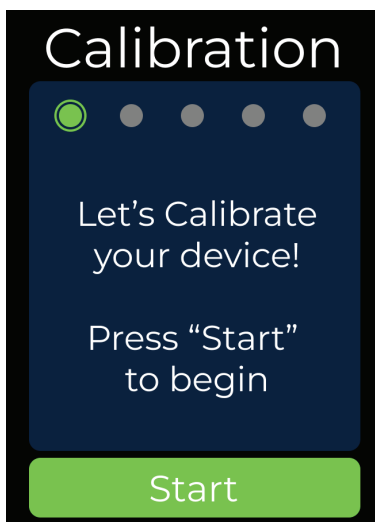 Calibration
Let’s Calibrate
your device!
Press “Start”
to begin
Start